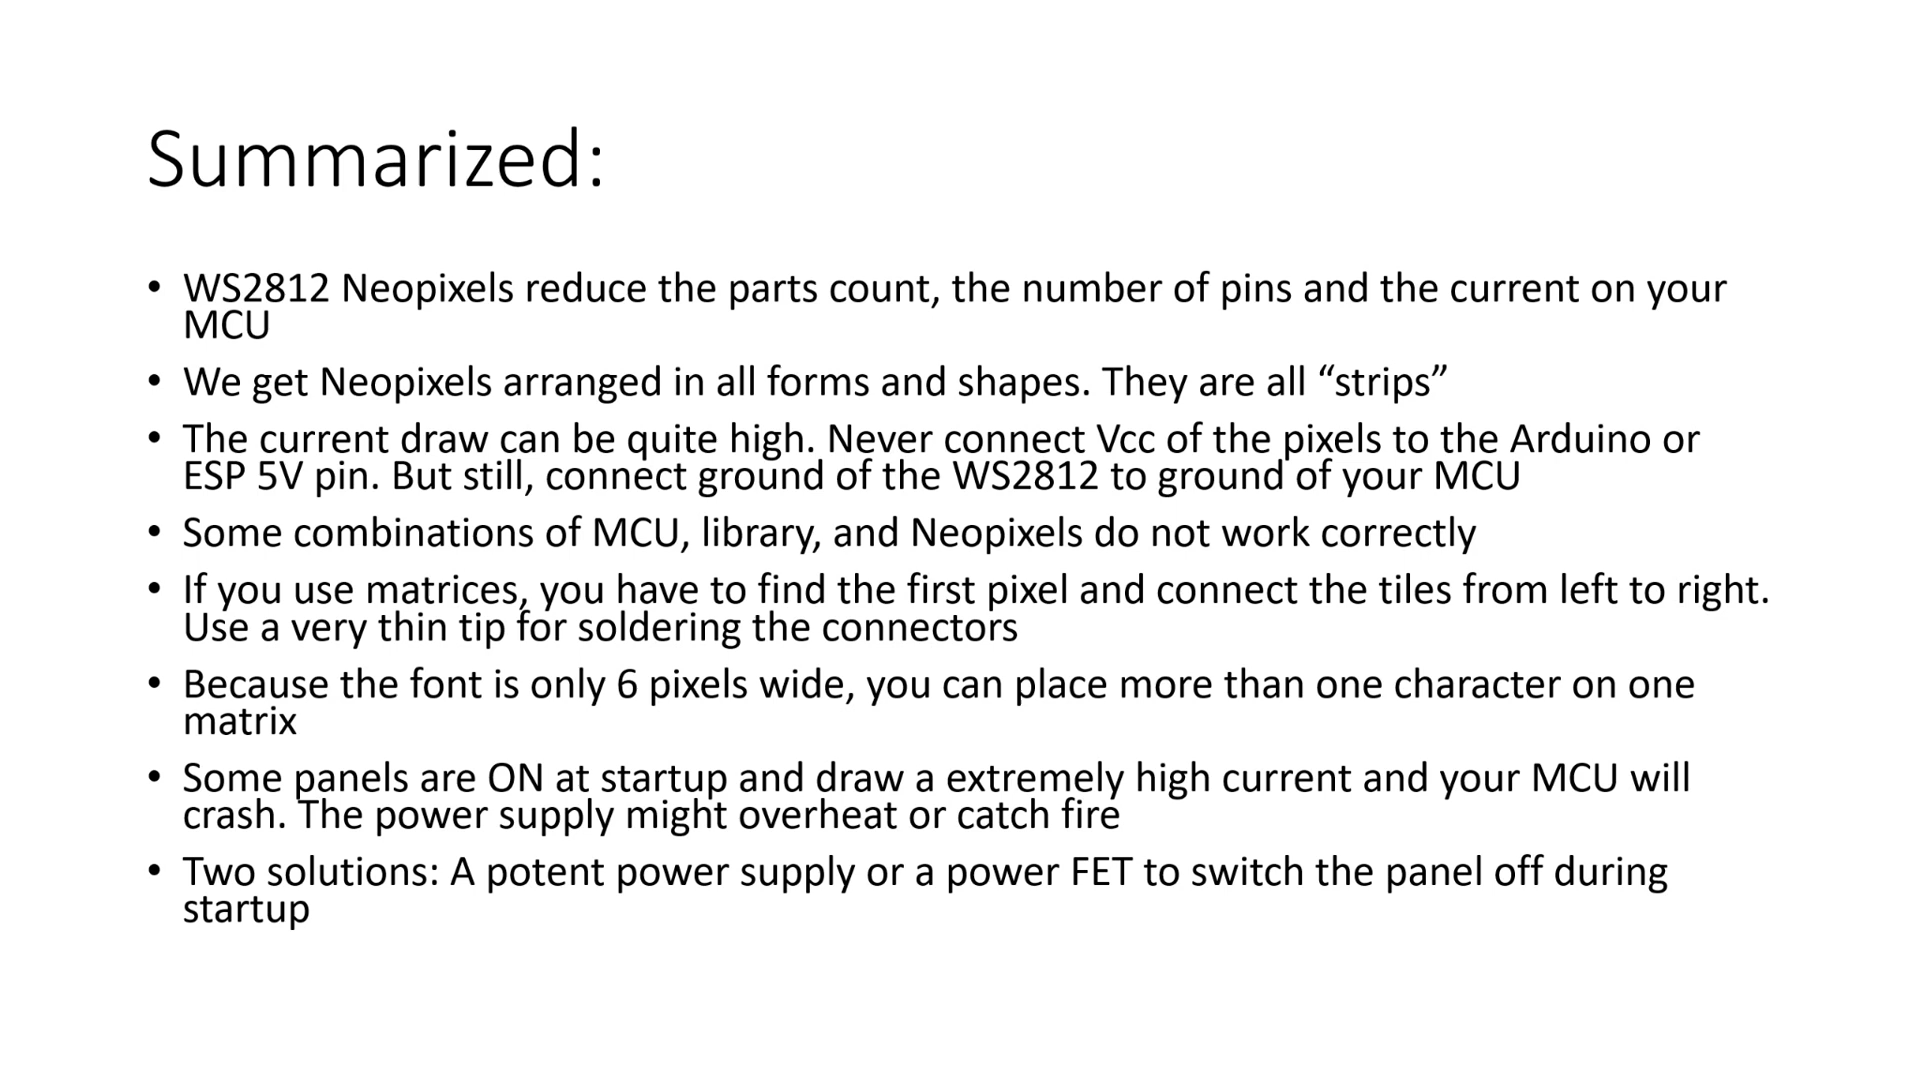 Summarized:
• WS2812 Neopixels reduce the parts count, the number of pins and the current on your
MCU
• We get Neopixels arranged in all forms and shapes. They are all “strips”
• The current draw can be quite high. Never connect Vcc of the pixels to the Arduino or
ESP 5V pin. But still, connect ground of the WS2812 to ground of your MCU
• Some combinations of MCU, library, and Neopixels do not work correctly
• If you use matrices, you have to find the first pixel and connect the tiles from left to right.
Use a very thin tip for soldering the connectors
• Because the font is only 6 pixels wide, you can place more than one character on one
matrix
• Some panels are ON at startup and draw a extremely high current and your MCU will
crash. The power supply might overheat or catch fire
• Two solutions: A potent power supply or a power FET to switch the panel off during
startup